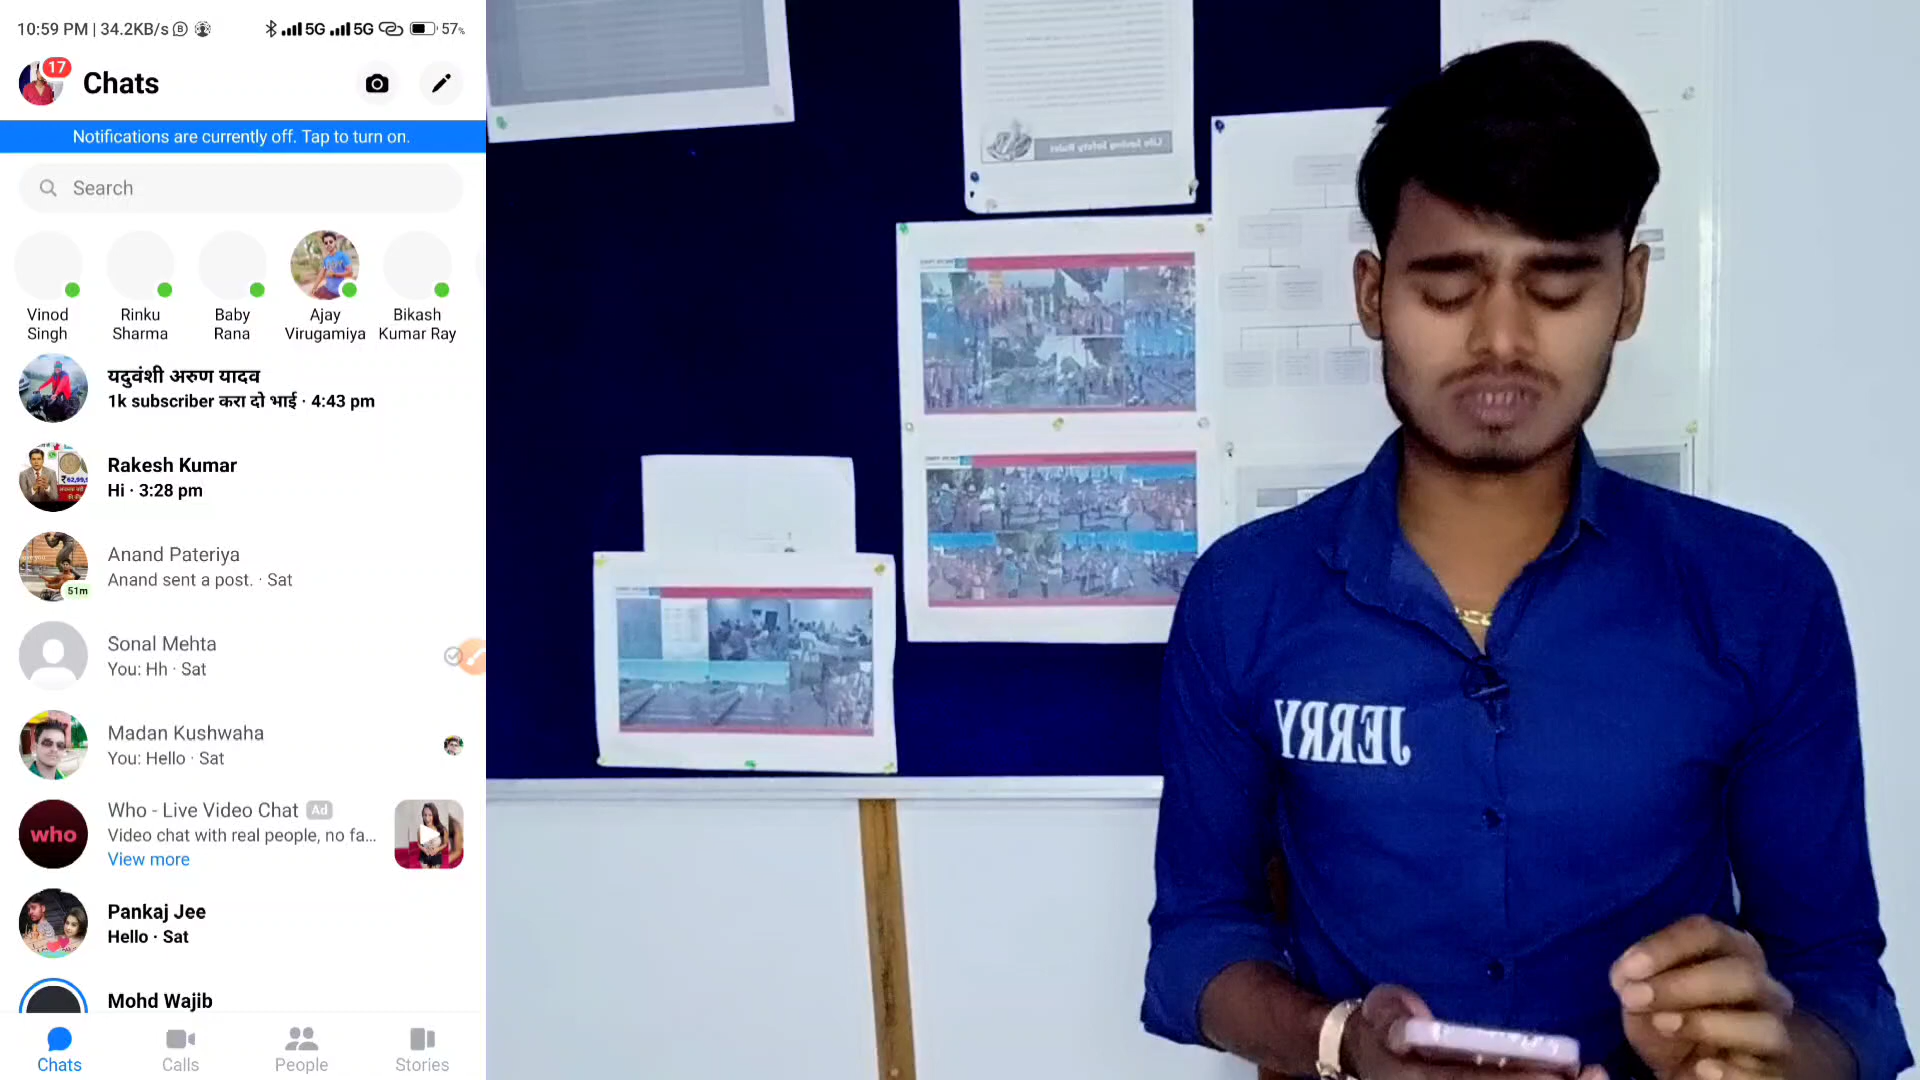 10:59 PM | 34.2KB/s
5G 5G 57%
17
Chats
Notifications are currently off. Tap to turn on.
Search
Vinod Singh
Rinku Sharma
Baby Rana
Ajay Virugamiya
Bikash Kumar Ray
यदुवंशी अरुण यादव
1k subscriber करा दो भाई · 4:43 pm
Rakesh Kumar
Hi · 3:28 pm
Anand Pateriya
Anand sent a post. · Sat
51m
Sonal Mehta
You: Hh · Sat
Madan Kushwaha
You: Hello · Sat
Who - Live Video Chat Ad
who
Video chat with real people, no fa...
View more
Pankaj Jee
Hello · Sat
Mohd Wajib
Chats
Calls
People
Stories
Life Saving Safety Rules
JERRY